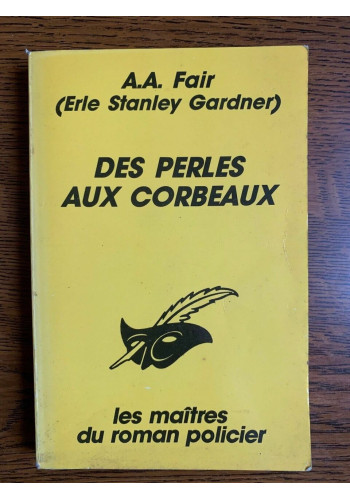 A.A. Fair
(Erle Stanley Gardner)
DES PERLES
AUX CORBEAUX
les maîtres
du roman policier